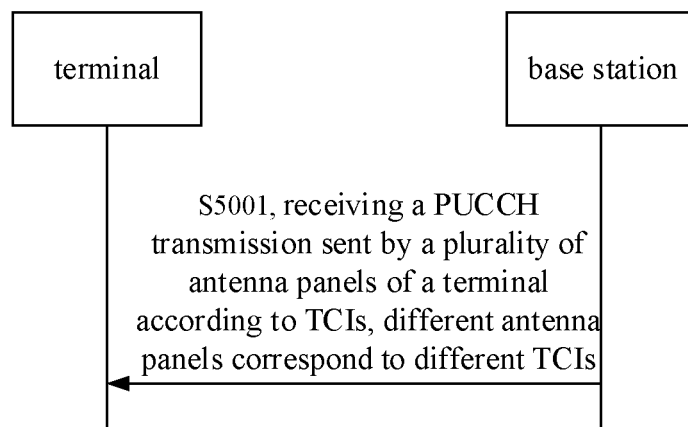 terminal
base station
S5001, receiving a PUCCH
transmission sent by a plurality of
antenna panels of a terminal
according to TCIs, different antenna
panels correspond to different TCIs